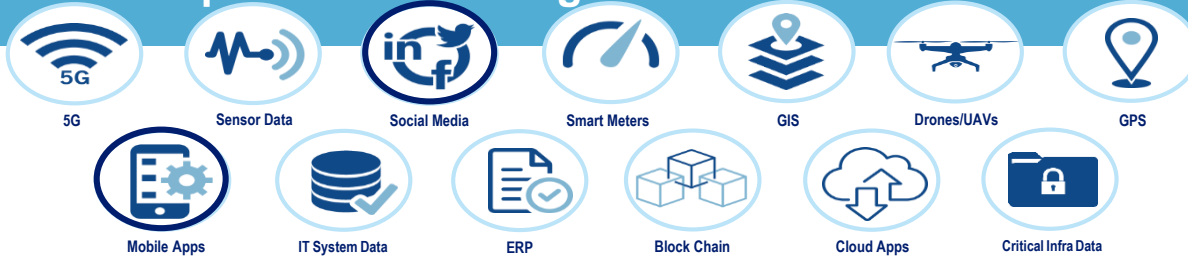 5G
in
f
5G
Sensor Data
Social Media
Smart Meters
GIS
Drones/UAVs
GPS
Mobile Apps
IT System Data
ERP
Block Chain
Cloud Apps
Critical Infra Data